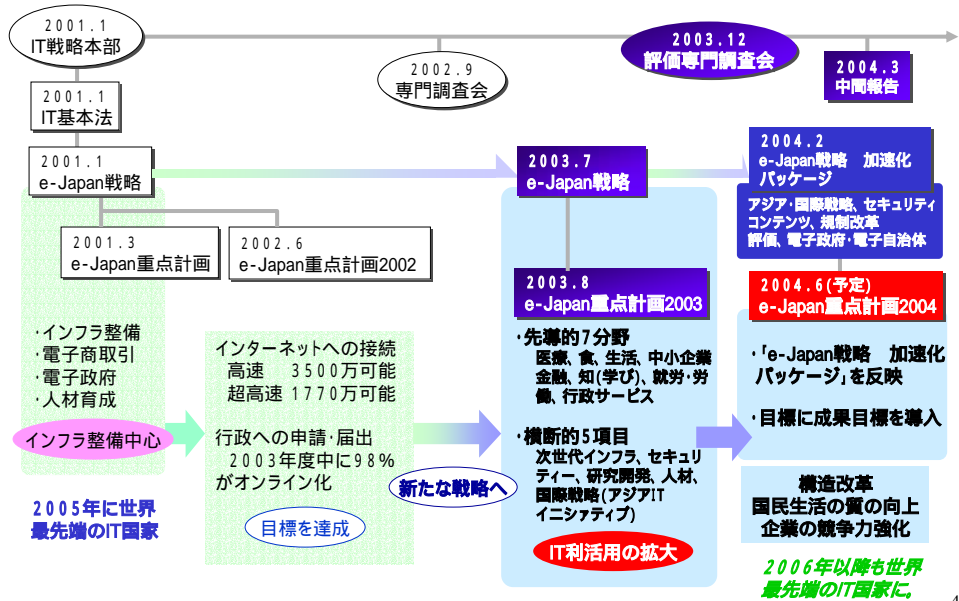 2001.1
IT戦略本部
2002.9
専門調査会
2003.12
評価専門調査会
2004.3
中間報告
2001.1
IT基本法
2001.1
e-Japan戦略
2003.7
e-Japan戦略
2004.2
e-Japan戦略 加速化
パッケージ
アジア・国際戦略、セキュリティ
コンテンツ、規制改革
評価、電子政府・電子自治体
2001.3
e-Japan重点計画
2002.6
e-Japan重点計画2002
2003.8
e-Japan重点計画2003
2004.6(予定)
e-Japan重点計画2004
・インフラ整備
・電子商取引
・電子政府
・人材育成
インフラ整備中心
2005年に世界
最先端のIT国家
インターネットへの接続
高速 3500万可能
超高速 1770万可能
行政への申請・届出
2003年度中に98%
がオンライン化
目標を達成
新たな戦略へ
・先導的7分野
医療、食、生活、中小企業
金融、知(学び)、就労・労
働、行政サービス
・横断的5項目
次世代インフラ、セキュリ
ティー、研究開発、人材、
国際戦略(アジアIT
イニシャティブ)
IT利活用の拡大
・「e-Japan戦略 加速化
パッケージ」を反映
・目標に成果目標を導入
構造改革
国民生活の質の向上
企業の競争力強化
2006年以降も世界
最先端のIT国家に。
4